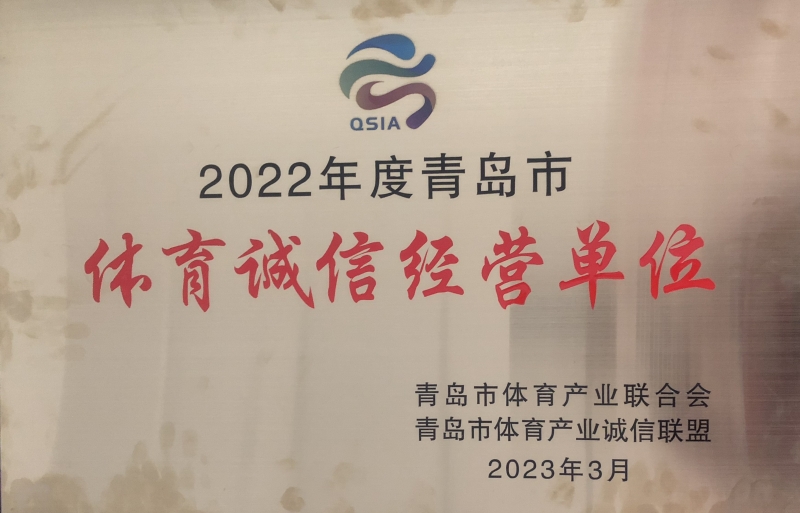 QSIA
2022年度青岛市
体育诚信经营单位
青岛市体育产业联合会
青岛市体育产业诚信联盟
2023年3月